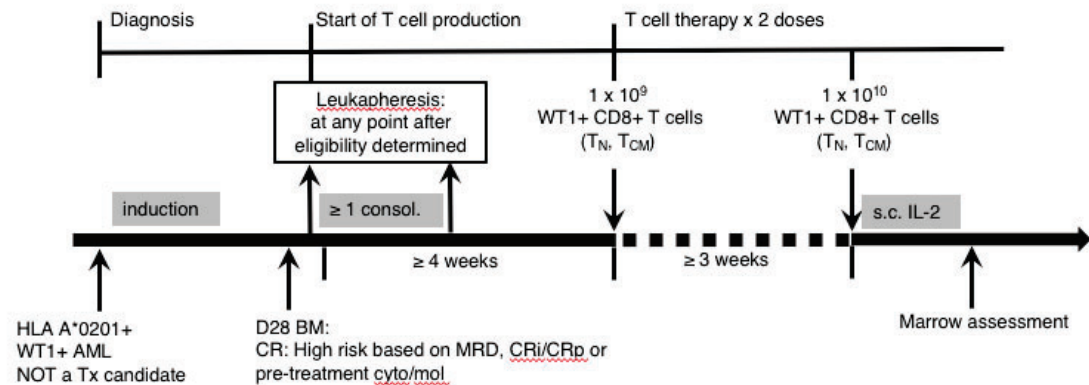 Diagnosis
Start of T cell production
T cell therapy x 2 doses
Leukapheresis:
at any point after
eligibility determined
1 x 10⁹
WT1+ CD8+ T cells
(T_N, T_CM)
1 x 10¹⁰
WT1+ CD8+ T cells
(T_N, T_CM)
induction
≥ 1 consol.
s.c. IL-2
≥ 4 weeks
≥ 3 weeks
HLA A*0201+
WT1+ AML
NOT a Tx candidate
D28 BM:
CR: High risk based on MRD, CRi/CRp or
pre-treatment cyto/mol
Marrow assessment